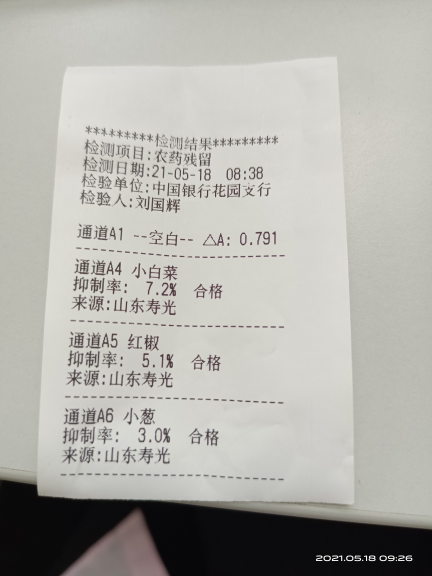 *********检测结果*********
检测项目:农药残留
检测日期:21-05-18 08:38
检验单位:中国银行花园支行
检验人:刘国辉
通道A1 --空白-- △A: 0.791
通道A4 小白菜
抑制率: 7.2% 合格
来源:山东寿光
通道A5 红椒
抑制率: 5.1% 合格
来源:山东寿光
通道A6 小葱
抑制率: 3.0% 合格
来源:山东寿光
2021.05.18 09:26